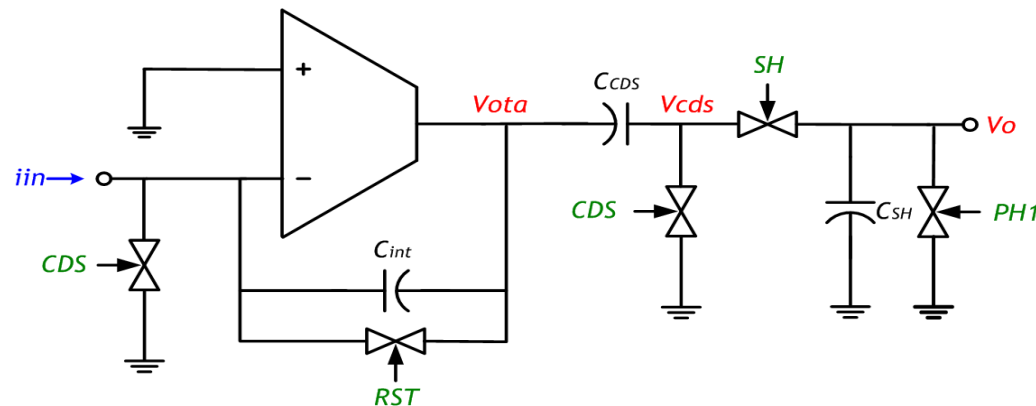 SH
CCDS
Vota
Vcds
+
Vo
iin
−
CDS
CSH
PH1
CDS
Cint
RST